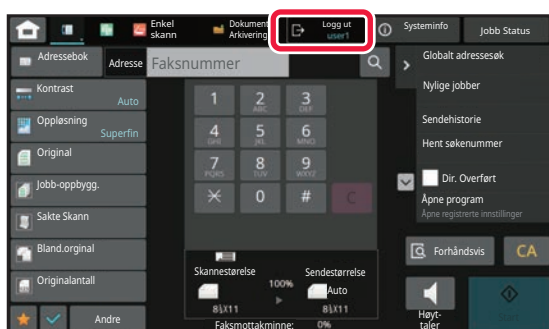 Enkel
skann
Dokument
Arkivering
Logg ut
user1
Systeminfo
Jobb Status
Adressebok
Adresse
Faksnummer
Globalt adressesøk
Kontrast
Auto
Nylige jobber
Oppløsning
Superfin
Sendehistorie
Original
Hent søkenummer
Jobb-oppbygg.
Dir. Overført
Sakte Skann
Åpne program
Åpne registrerte innstillinger
Bland.orginal
Originalantall
Andre
1 2 3
ABC DEF
4 5 6
GHI JKL MNO
7 8 9
PQRS TUV WXYZ
0 # C
Skannestørelse
100%
Sendestørrelse
Auto
8½X11
8½X11
Faksmottakminne: 0%
Forhåndsvis
CA
Høyt-
taler
Start